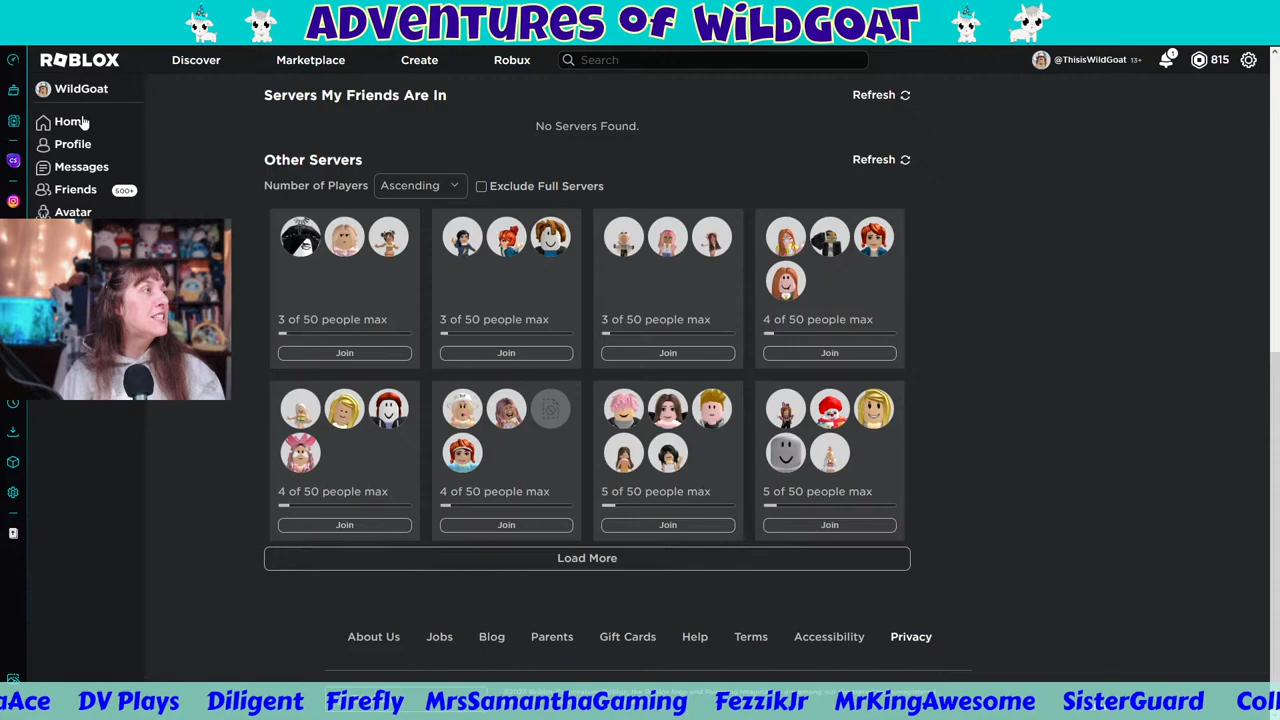 ADVENTURES OF WiLDGOAT
ROBLOX
Discover
Marketplace
Create
Robux
Search
@ThisisWildGoat 13+
1
815
WildGoat
Home
Profile
Messages
Friends 500+
Avatar
CS
Servers My Friends Are In
Refresh
No Servers Found.
Other Servers
Refresh
Number of Players Ascending Exclude Full Servers
3 of 50 people max
3 of 50 people max
3 of 50 people max
4 of 50 people max
Join
Join
Join
Join
4 of 50 people max
4 of 50 people max
5 of 50 people max
5 of 50 people max
Join
Join
Join
Join
Load More
About Us
Jobs
Blog
Parents
Gift Cards
Help
Terms
Accessibility
Privacy
aAce DV Plays Diligent Firefly MrsSamanthaGaming FezzikJr MrKingAwesome SisterGuard Col